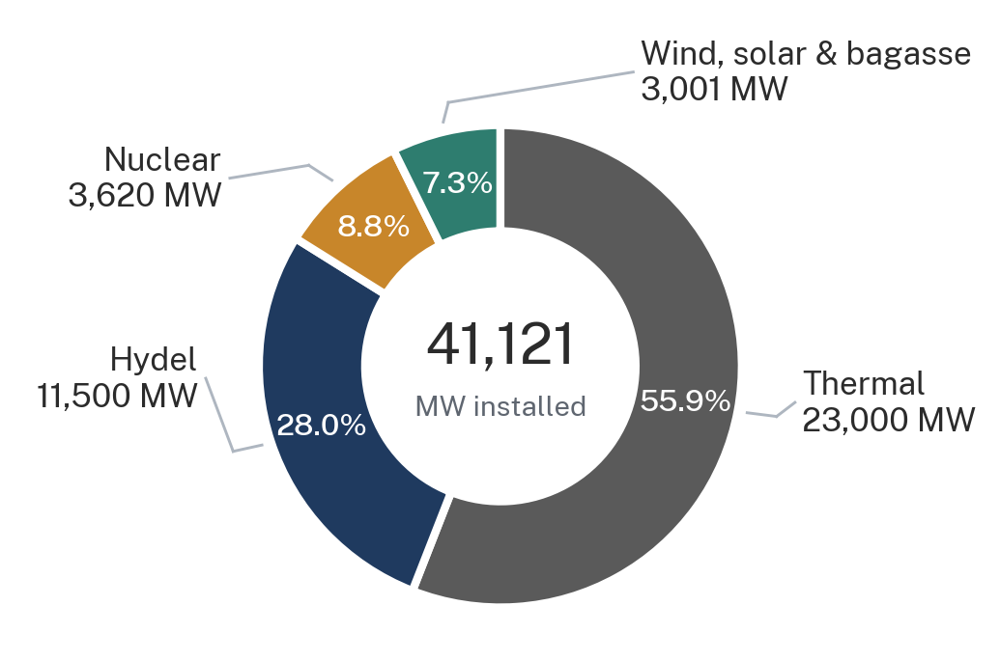 Wind, solar & bagasse
3,001 MW
Nuclear
3,620 MW
7.3%
8.8%
41,121
MW installed
Hydel
11,500 MW
28.0%
55.9%
Thermal
23,000 MW